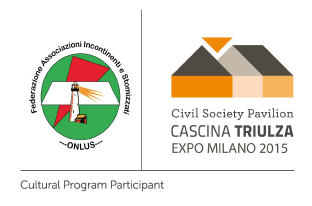 Federazione Associazioni Incontinenti e Stomizzati
---ONLUS---
Civil Society Pavilion
CASCINA TRIULZA
EXPO MILANO 2015
Cultural Program Participant